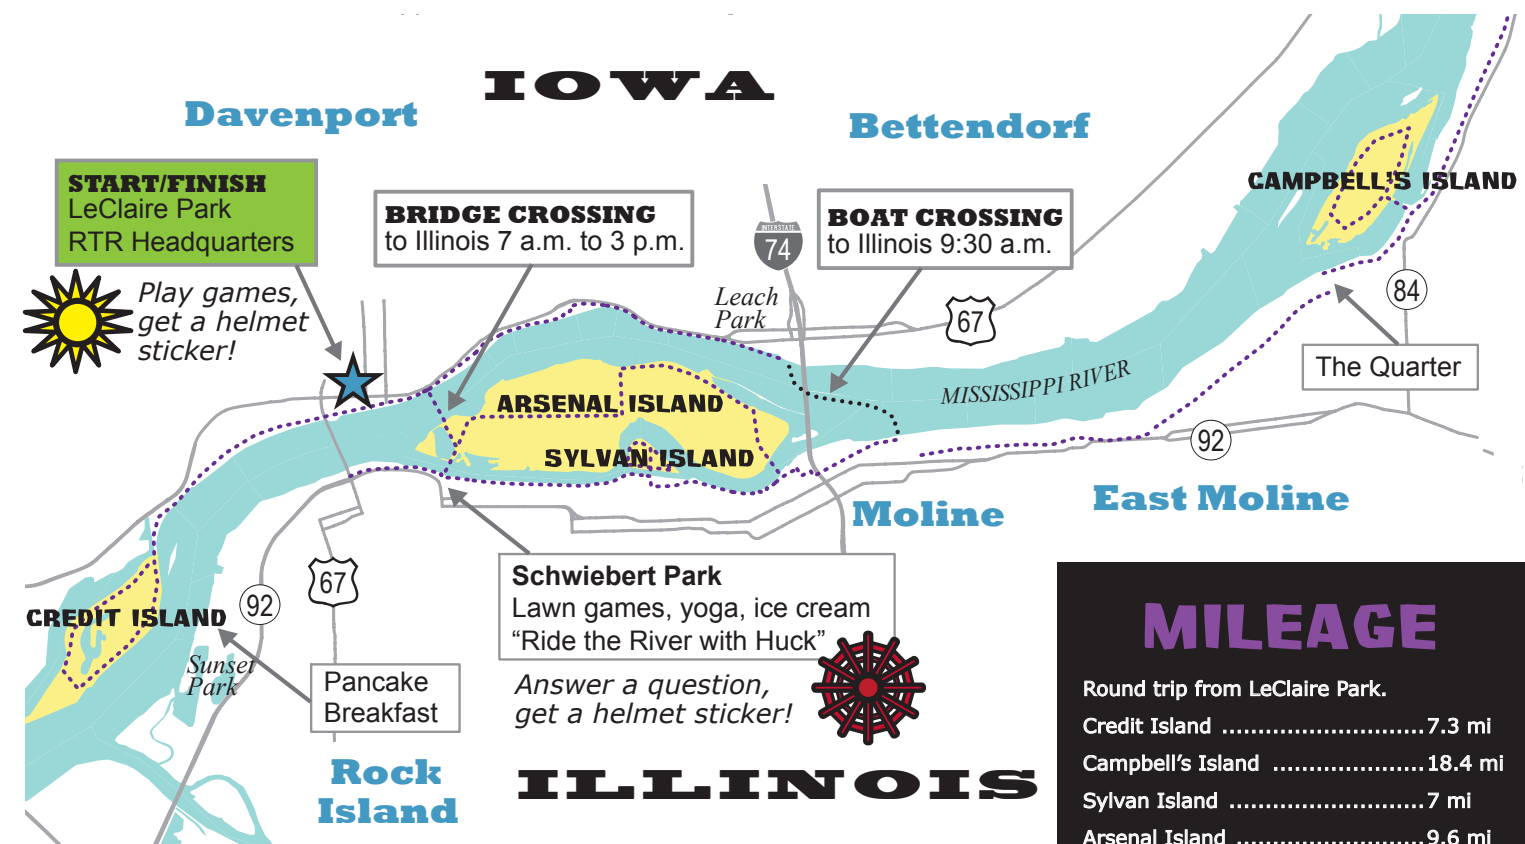 IOWA
Davenport
Bettendorf
START/FINISH
LeClaire Park
RTR Headquarters
BRIDGE CROSSING
to Illinois 7 a.m. to 3 p.m.
INTERSTATE
74
BOAT CROSSING
to Illinois 9:30 a.m.
CAMPBELL'S ISLAND
Play games,
get a helmet
sticker!
Leach
Park
67
84
The Quarter
MISSISSIPPI RIVER
ARSENAL ISLAND
SYLVAN ISLAND
92
Moline
East Moline
67
92
CREDIT ISLAND
Sunset
Park
Pancake
Breakfast
Schwiebert Park
Lawn games, yoga, ice cream
“Ride the River with Huck”
Answer a question,
get a helmet sticker!
Rock
Island
ILLINOIS
MILEAGE
Round trip from LeClaire Park.
Credit Island ............................7.3 mi
Campbell’s Island .....................18.4 mi
Sylvan Island ...........................7 mi
Arsenal Island ..........................9.6 mi